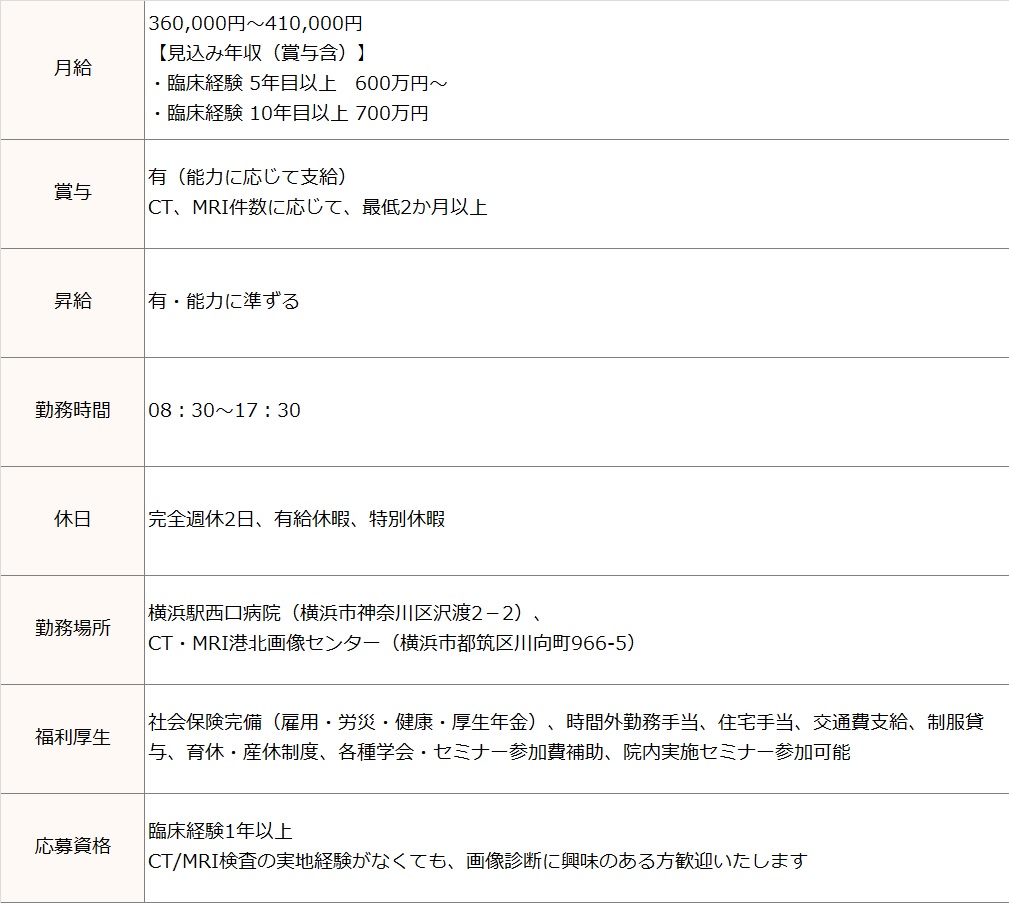 月給
360,000円～410,000円
【見込み年収（賞与含）】
・臨床経験 5年目以上　600万円～
・臨床経験 10年目以上 700万円
賞与
有（能力に応じて支給）
CT、MRI件数に応じて、最低2か月以上
昇給
有・能力に準ずる
勤務時間
08：30～17：30
休日
完全週休2日、有給休暇、特別休暇
勤務場所
横浜駅西口病院（横浜市神奈川区沢渡2－2）、
CT・MRI港北画像センター（横浜市都筑区川向町966-5）
福利厚生
社会保険完備（雇用・労災・健康・厚生年金）、時間外勤務手当、住宅手当、交通費支給、制服貸
与、育休・産休制度、各種学会・セミナー参加費補助、院内実施セミナー参加可能
応募資格
臨床経験1年以上
CT/MRI検査の実地経験がなくても、画像診断に興味のある方歓迎いたします